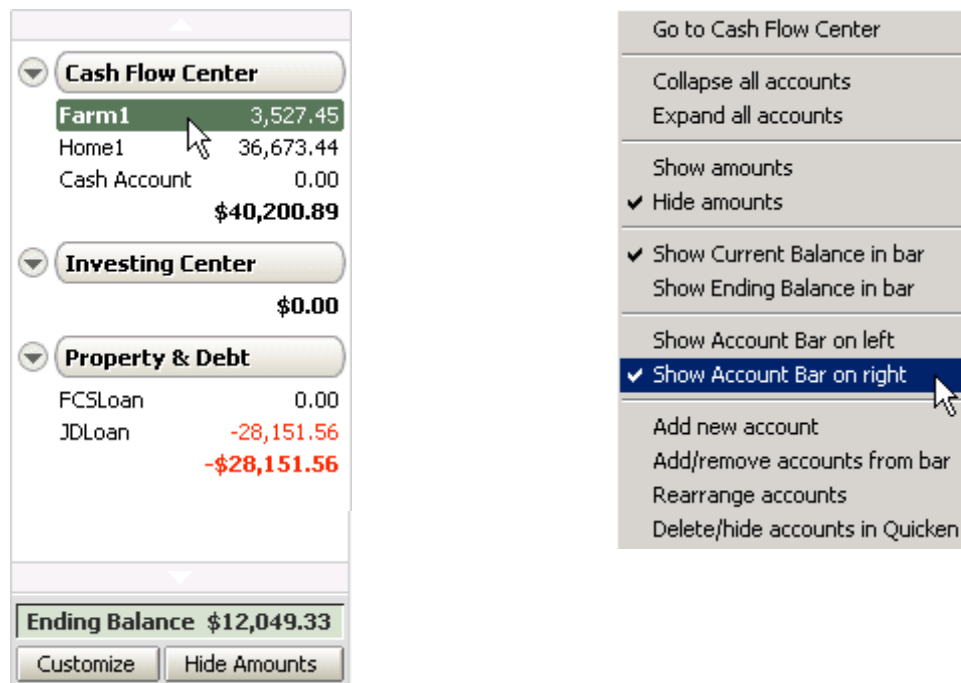 Cash Flow Center
Farm1 3,527.45
Home1 36,673.44
Cash Account 0.00
$40,200.89
Investing Center
$0.00
Property & Debt
FCSLoan 0.00
JDLoan -28,151.56
-$28,151.56
Ending Balance $12,049.33
Customize Hide Amounts
Go to Cash Flow Center
Collapse all accounts
Expand all accounts
Show amounts
Hide amounts
Show Current Balance in bar
Show Ending Balance in bar
Show Account Bar on left
Show Account Bar on right
Add new account
Add/remove accounts from bar
Rearrange accounts
Delete/hide accounts in Quicken